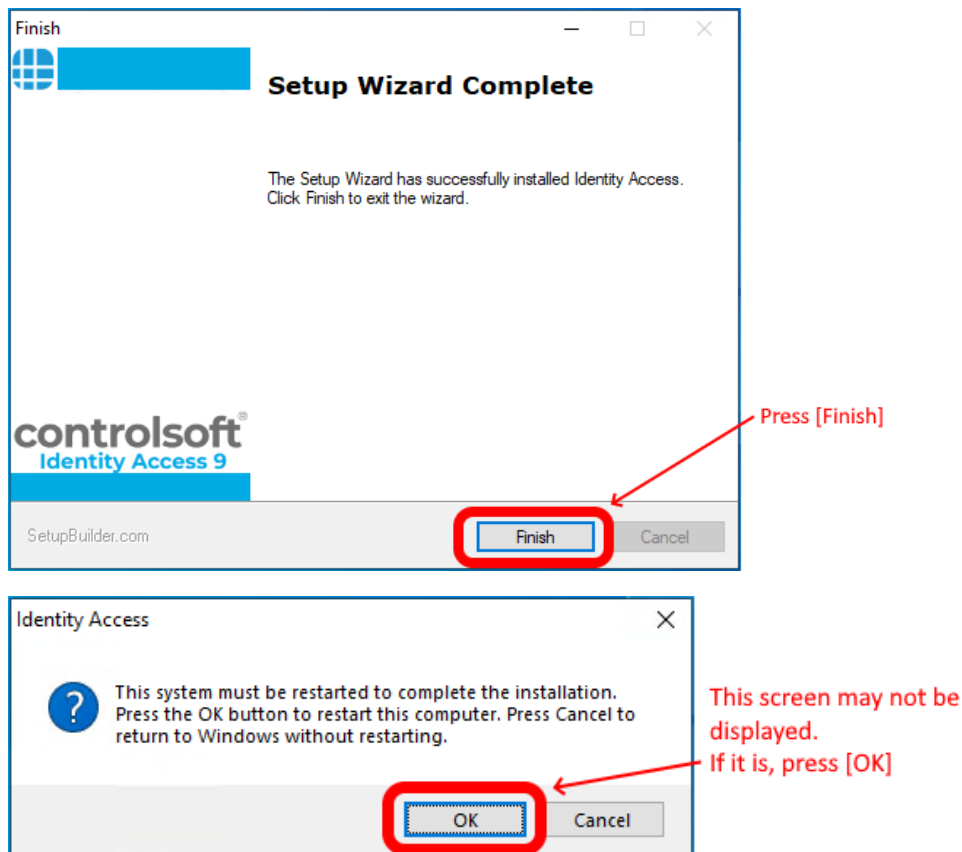 Finish
Setup Wizard Complete
The Setup Wizard has successfully installed Identity Access.
Click Finish to exit the wizard.
controlsoft®
Identity Access 9
Press [Finish]
SetupBuilder.com
Finish
Cancel
Identity Access
This system must be restarted to complete the installation.
Press the OK button to restart this computer. Press Cancel to
return to Windows without restarting.
This screen may not be
displayed.
If it is, press [OK]
OK
Cancel